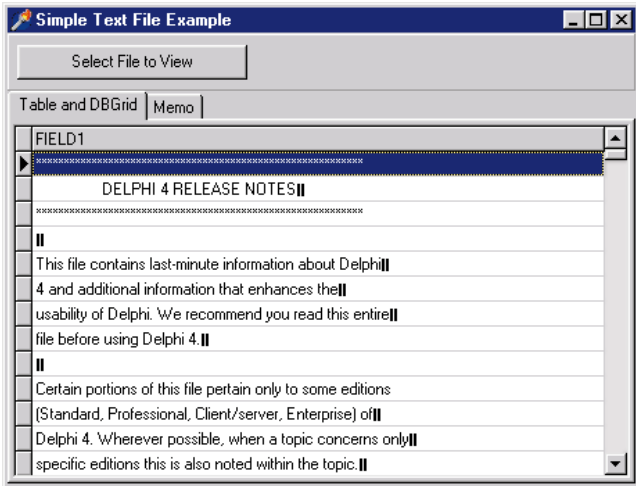 Simple Text File Example
Select File to View
Table and DBGrid Memo
FIELD1
************************************************************
DELPHI 4 RELEASE NOTES
************************************************************
This file contains last-minute information about Delphi
4 and additional information that enhances the
usability of Delphi. We recommend you read this entire
file before using Delphi 4.
Certain portions of this file pertain only to some editions
(Standard, Professional, Client/server, Enterprise) of
Delphi 4. Wherever possible, when a topic concerns only
specific editions this is also noted within the topic.